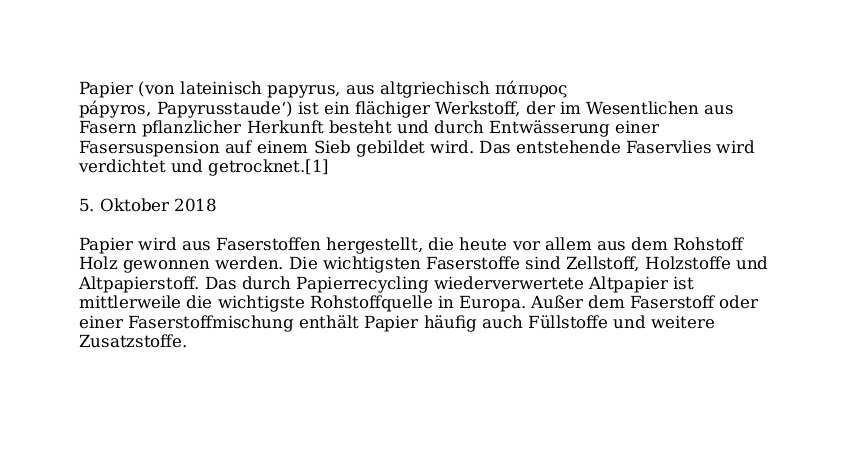 Papier (von lateinisch papyrus, aus altgriechisch πάπυρος
pápyros, Papyrusstaude‘) ist ein flächiger Werkstoff, der im Wesentlichen aus
Fasern pflanzlicher Herkunft besteht und durch Entwässerung einer
Fasersuspension auf einem Sieb gebildet wird. Das entstehende Faservlies wird
verdichtet und getrocknet.[1]
5. Oktober 2018
Papier wird aus Faserstoffen hergestellt, die heute vor allem aus dem Rohstoff
Holz gewonnen werden. Die wichtigsten Faserstoffe sind Zellstoff, Holzstoffe und
Altpapierstoff. Das durch Papierrecycling wiederverwertete Altpapier ist
mittlerweile die wichtigste Rohstoffquelle in Europa. Außer dem Faserstoff oder
einer Faserstoffmischung enthält Papier häufig auch Füllstoffe und weitere
Zusatzstoffe.